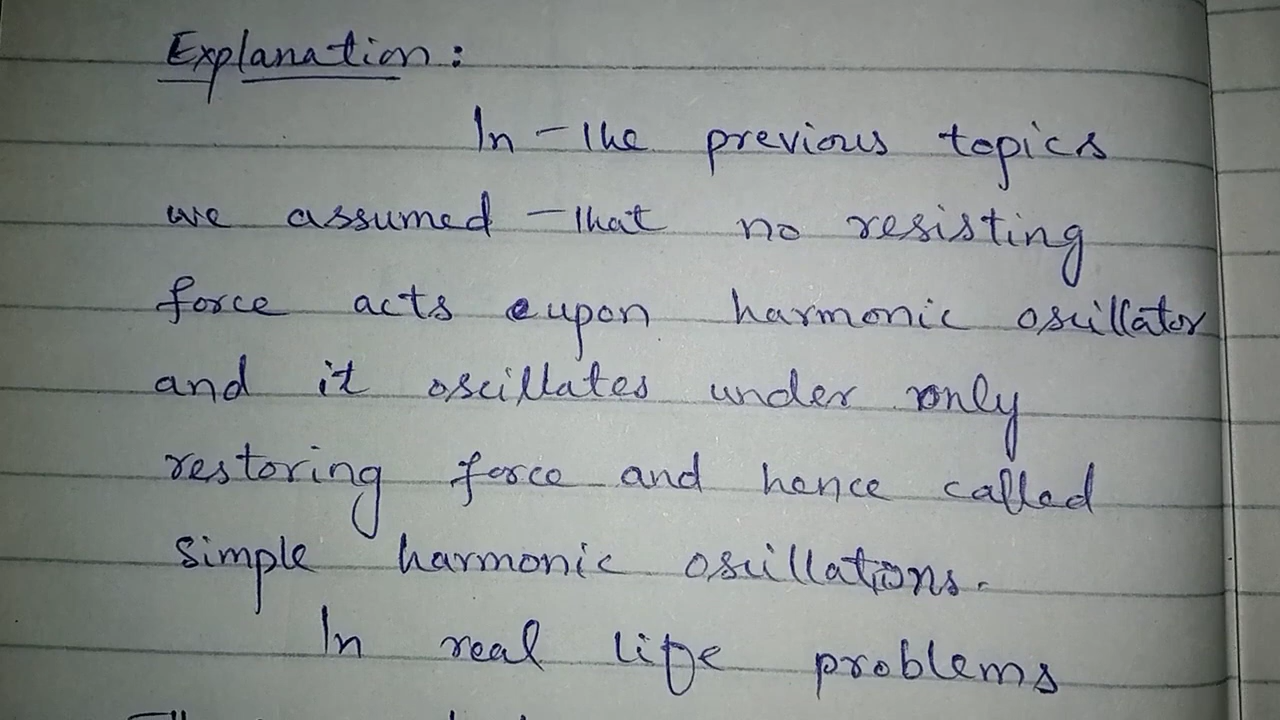 Explanation:
In the previous topics
we assumed that no resisting
force acts upon harmonic oscillator
and it oscillates under only
restoring force and hence called
simple harmonic oscillations.
In real life problems